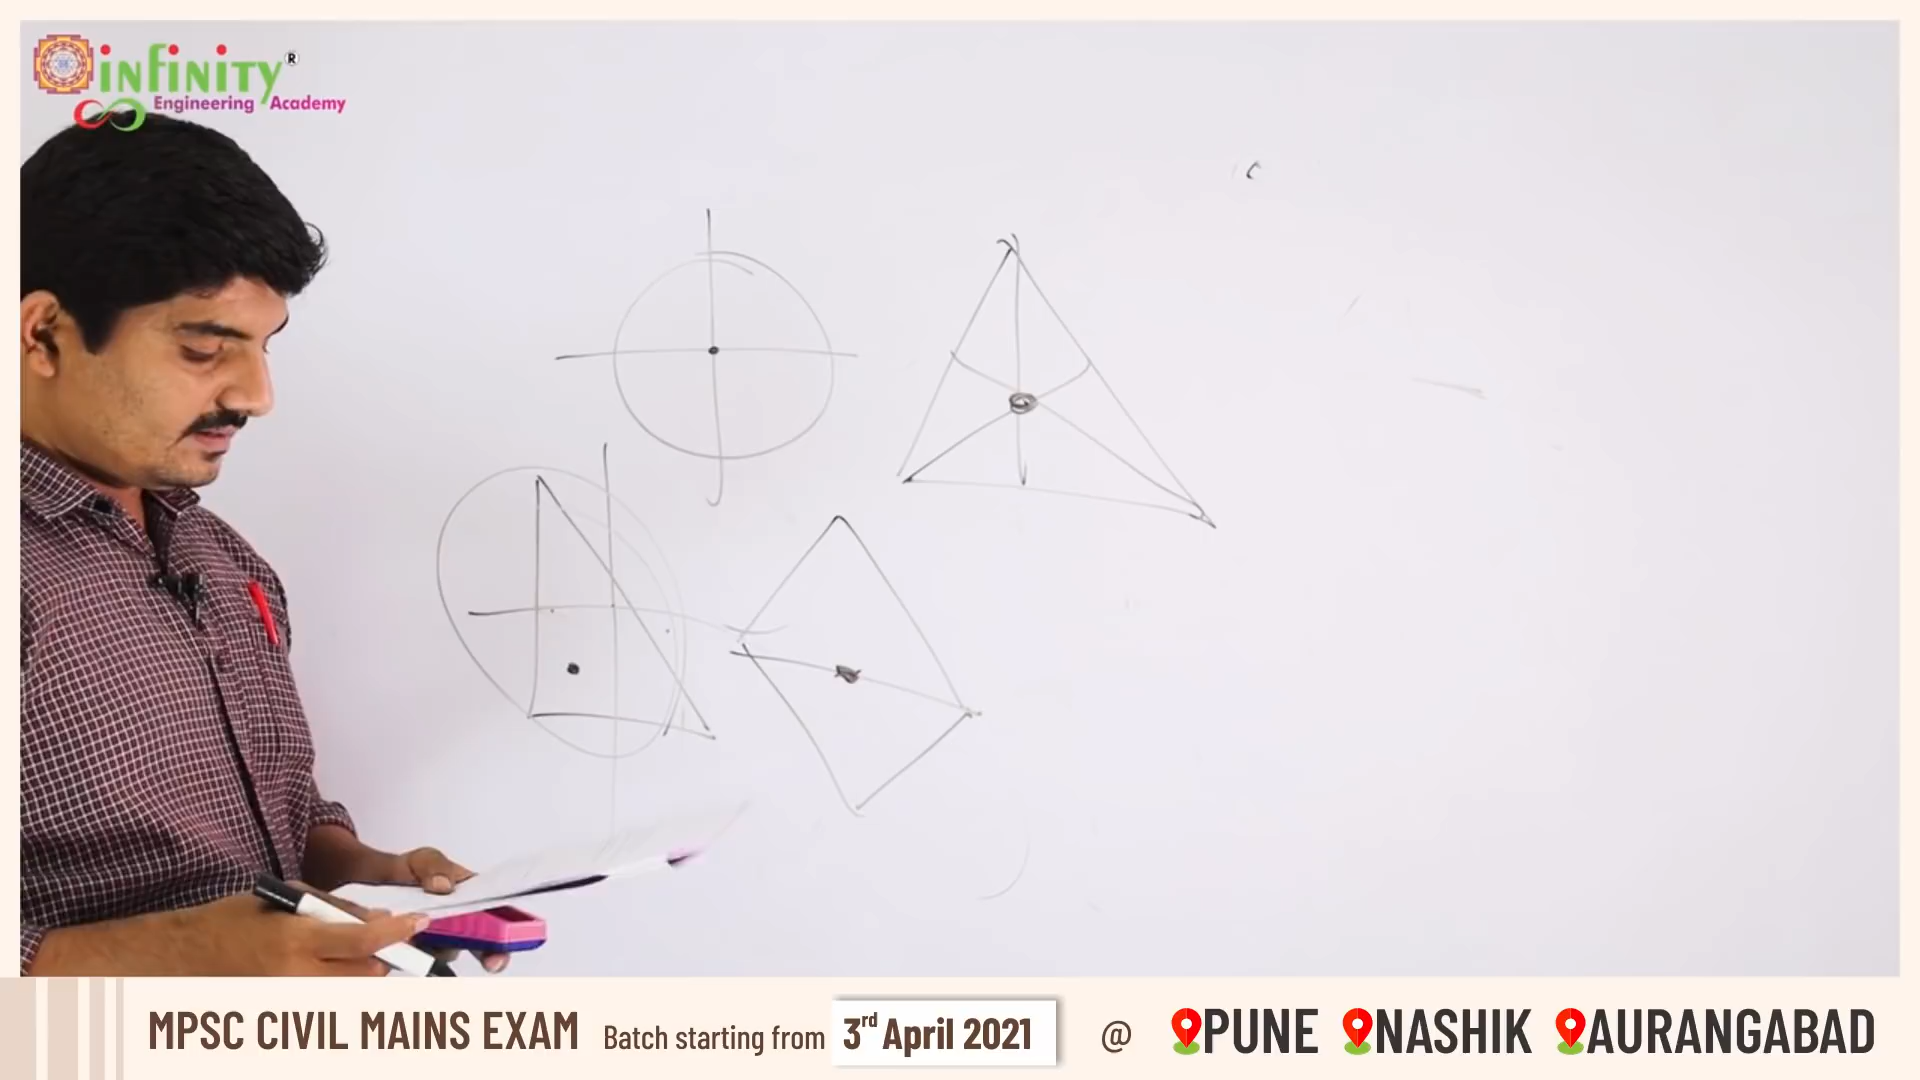 infinity®
Engineering Academy
c
MPSC CIVIL MAINS EXAM Batch starting from 3rd April 2021 @ PUNE NASHIK AURANGABAD